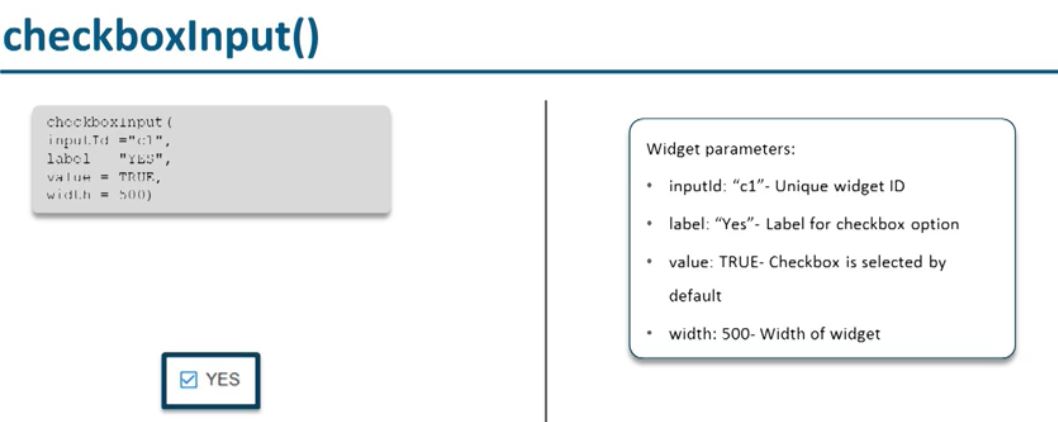 checkboxInput()
checkboxInput(
inputId ="c1",
label "YES",
value = TRUE,
width = 500)
YES
Widget parameters:
• inputId: “c1”- Unique widget ID
• label: “Yes”- Label for checkbox option
• value: TRUE- Checkbox is selected by
default
• width: 500- Width of widget